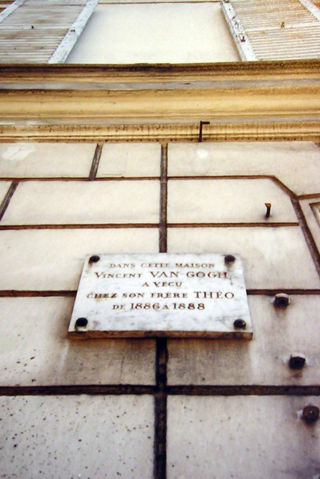 DANS CETTE MAISON
VINCENT VAN GOGH
A VECU
CHEZ SON FRERE THEO
DE 1886 A 1888